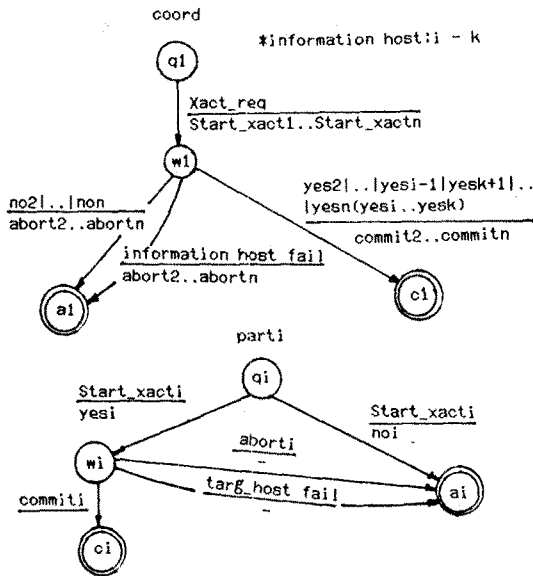 coord
*information host:i - k
q1
Xact_req
Start_xact1..Start_xactn
w1
no2|..|non
abort2..abortn
information host fail
abort2..abortn
yes2|..|yesi-1|yesk+1|..
|yesn(yesi..yesk)
commit2..commitn
a1
c1
parti
qi
Start_xacti
yesi
Start_xacti
noi
wi
aborti
-
targ_host fail
-
ai
commiti
ci